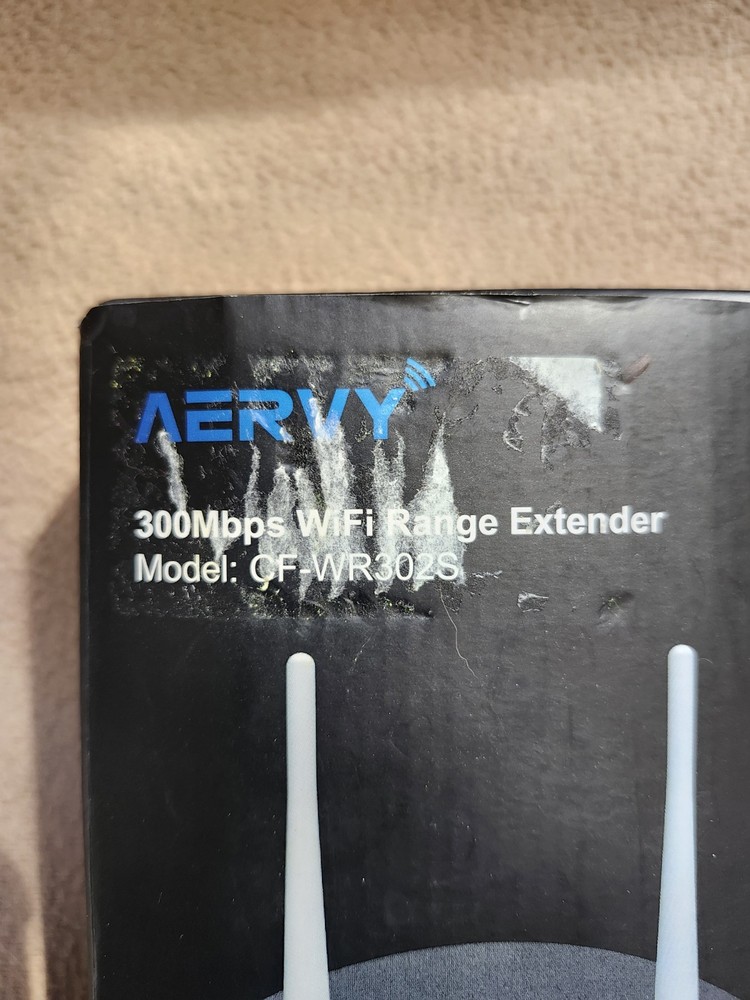 AERVY
300Mbps WiFi Range Extender
Model: CF-WR302S